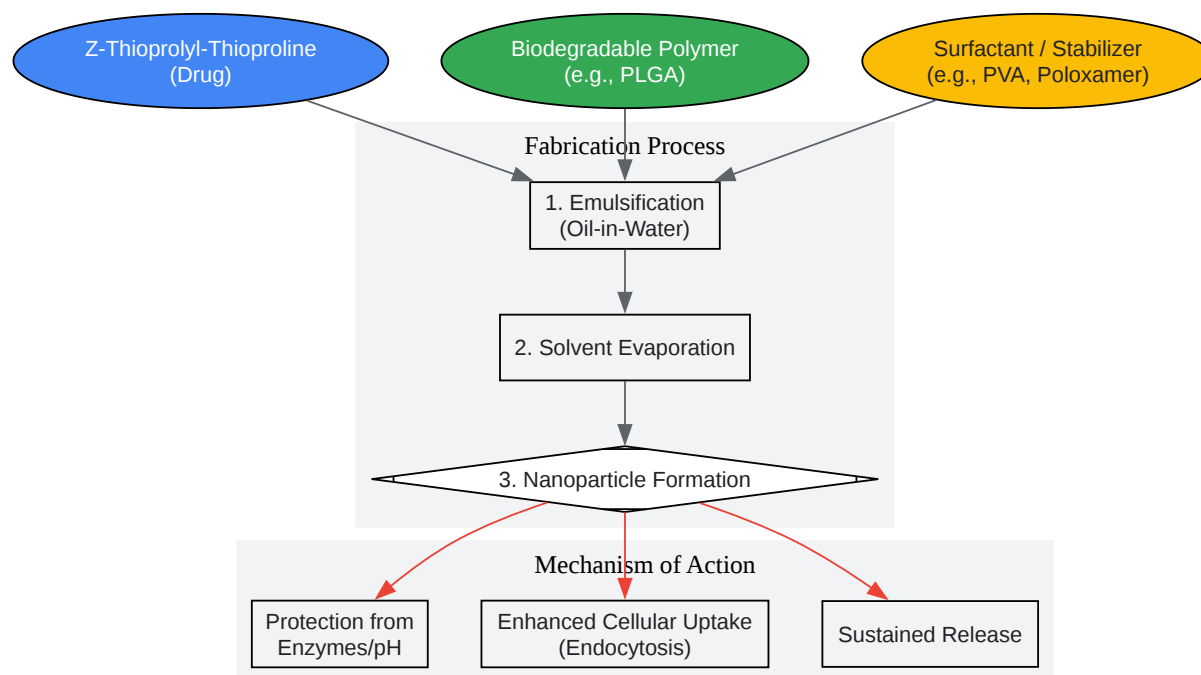 Z-Thioprolyl-Thioproline
(Drug)
Biodegradable Polymer
(e.g., PLGA)
Surfactant / Stabilizer
(e.g., PVA, Poloxamer)
Fabrication Process
1. Emulsification
(Oil-in-Water)
2. Solvent Evaporation
3. Nanoparticle Formation
Mechanism of Action
Protection from
Enzymes/pH
Enhanced Cellular Uptake
(Endocytosis)
Sustained Release